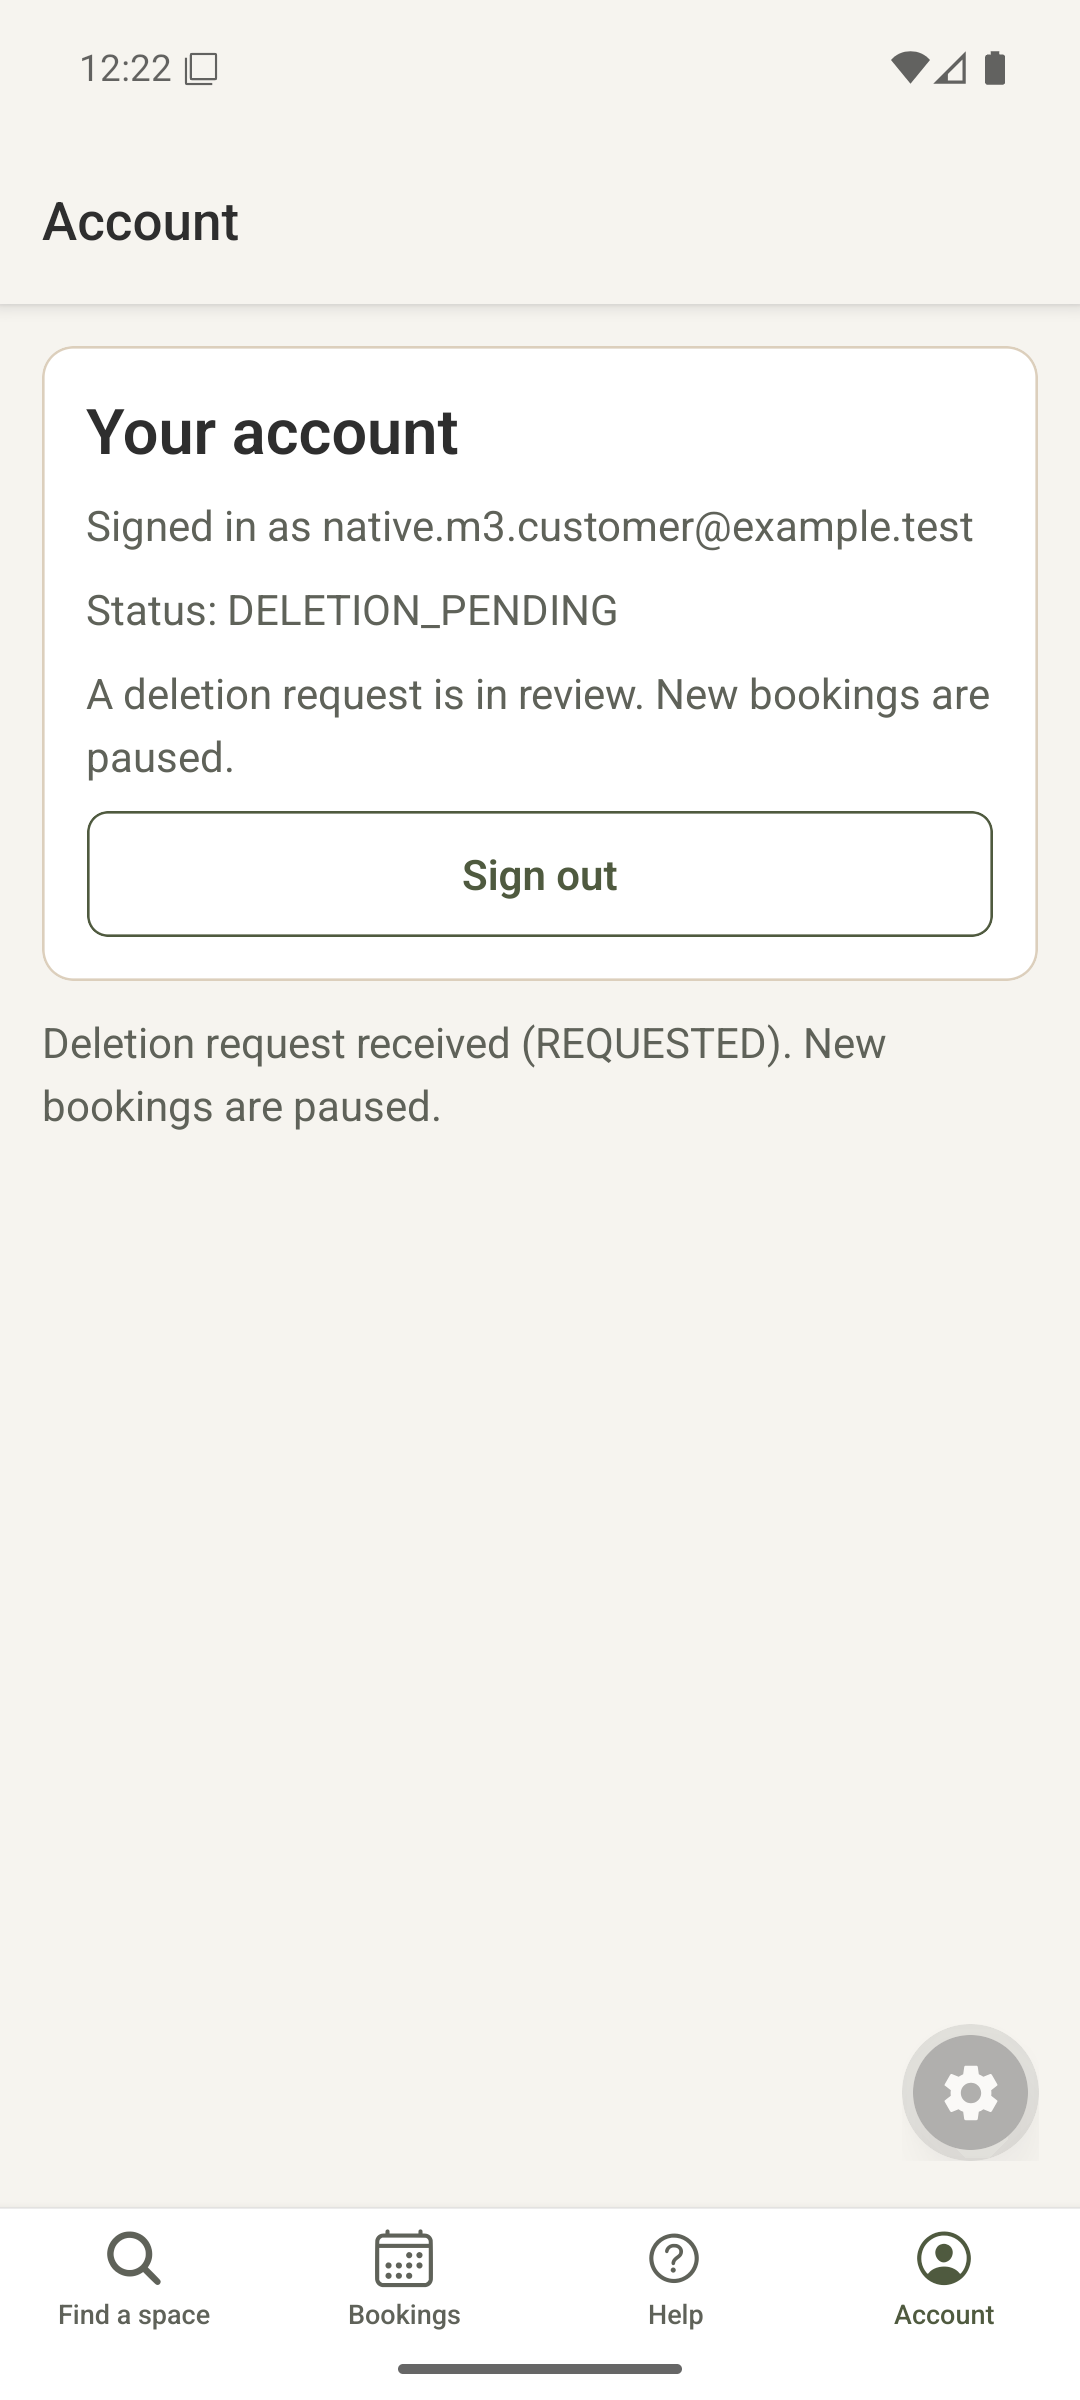 12:22
Account
Your account
Signed in as native.m3.customer@example.test
Status: DELETION_PENDING
A deletion request is in review. New bookings are
paused.
Sign out
Deletion request received (REQUESTED). New
bookings are paused.
Find a space
Bookings
Help
Account